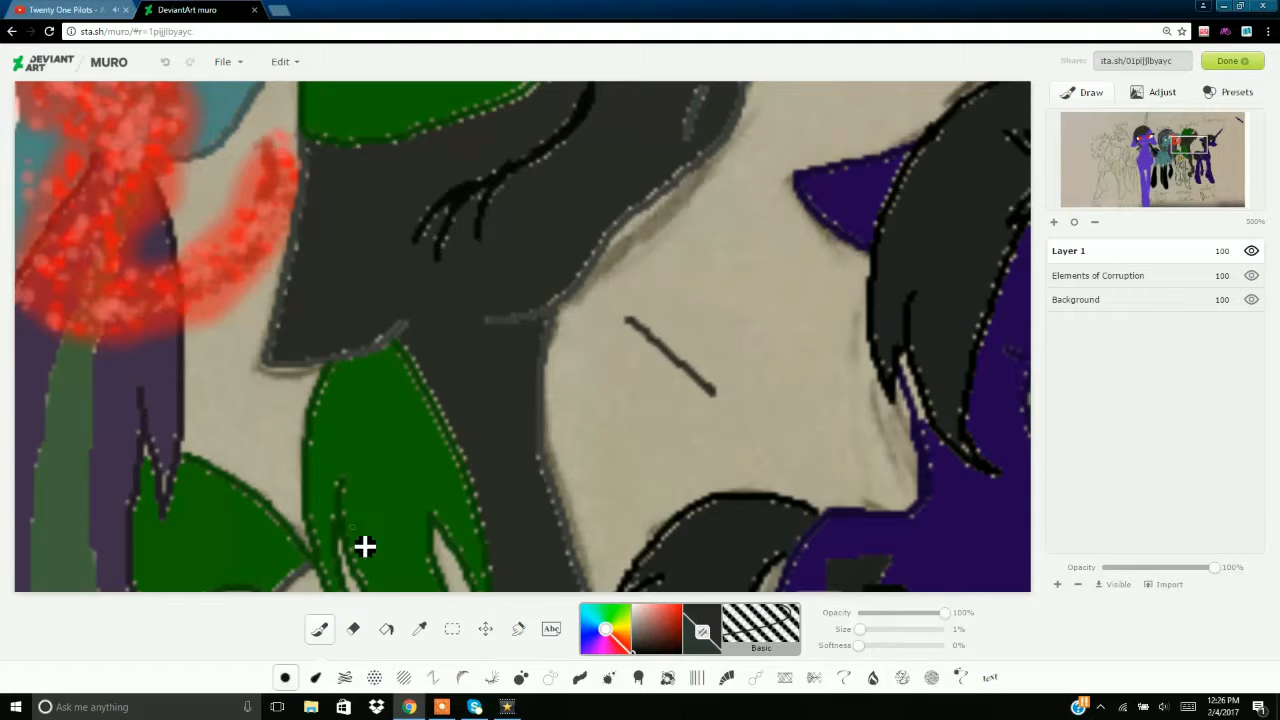 Twenty One Pilots - A
DeviantArt muro
sta.sh/muro/#r=1pijjlbyayc
DEVIANT ART / MURO
File
Edit
Share:
sta.sh/01pijjlbyayc
Done
Draw
Adjust
Presets
500%
Layer 1 100
Elements of Corruption 100
Background 100
Opacity 100%
Visible
Import
Abc
Basic
Opacity 100%
Size 1%
Softness 0%
text
Ask me anything
12:26 PM
2/4/2017